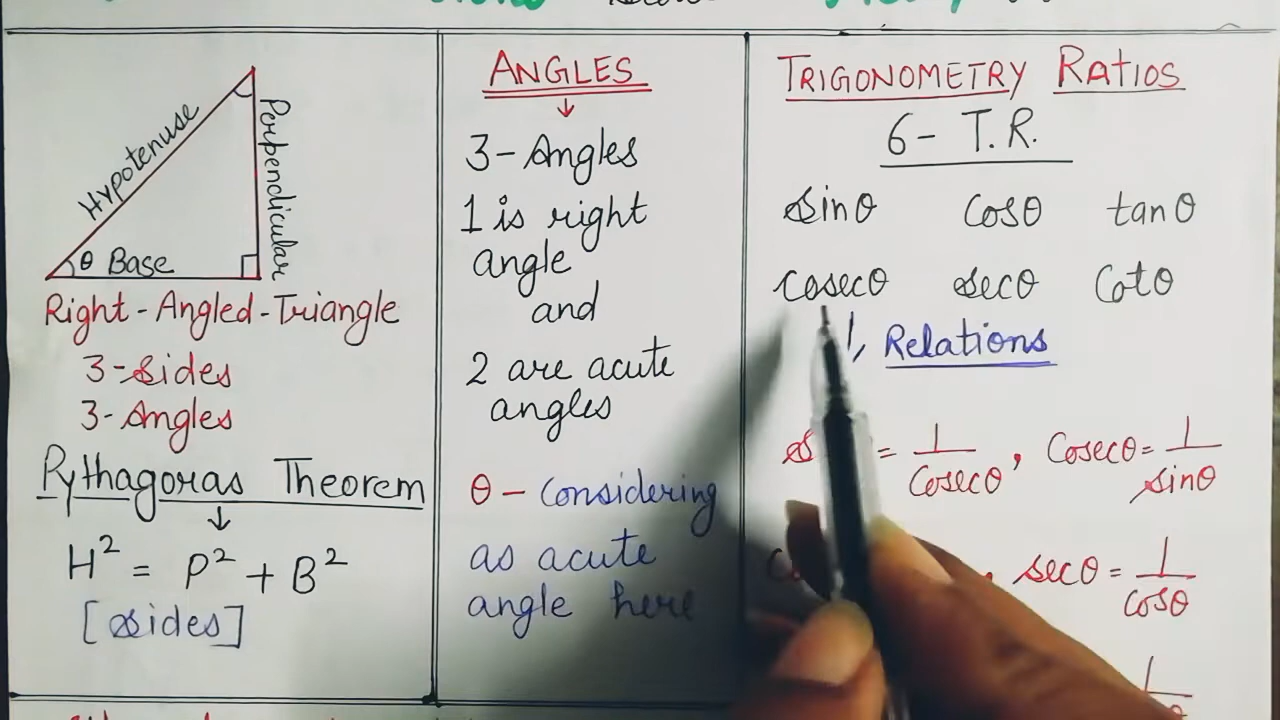 Hypotenuse
Perpendicular
θ Base
Right-Angled-Triangle
3-Sides
3-Angles
Pythagoras Theorem
↓
H² = P² + B²
[Sides]
ANGLES
↓
3-Angles
1 is right
angle
and
2 are acute
angles
θ - Considering
as acute
angle here
TRIGONOMETRY RATIOS
6- T.R.
sinθ cosθ tanθ
cosecθ secθ Cotθ
Relations
= 1/Cosecθ, Cosecθ = 1/sinθ
, secθ = 1/cosθ